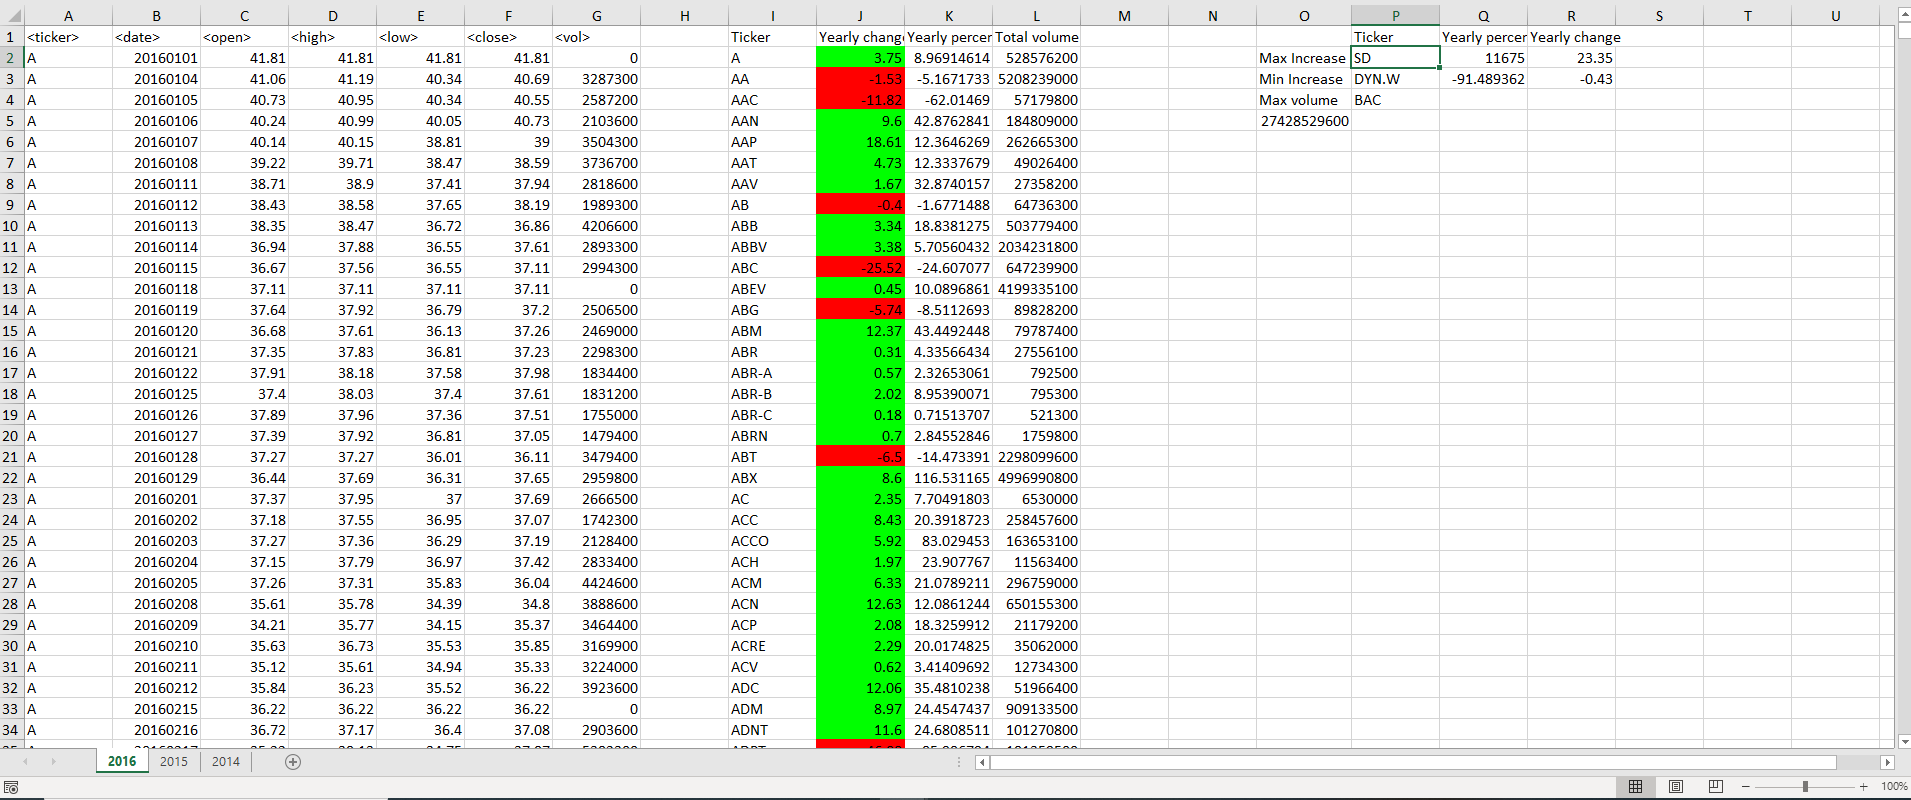 A B C D E F G H I J K L M N O P Q R S T U
1 <ticker> <date> <open> <high> <low> <close> <vol> Ticker Yearly chang Yearly percer Total volume Ticker Yearly percer Yearly change
2 A 20160101 41.81 41.81 41.81 41.81 0 A 3.75 8.96914614 528576200 Max Increase SD 11675 23.35
3 A 20160104 41.06 41.19 40.34 40.69 3287300 AA -1.53 -5.1671733 5208239000 Min Increase DYN.W -91.489362 -0.43
4 A 20160105 40.73 40.95 40.34 40.55 2587200 AAC -11.82 -62.01469 57179800 Max volume BAC
5 A 20160106 40.24 40.99 40.05 40.73 2103600 AAN 9.6 42.8762841 184809000 27428529600
6 A 20160107 40.14 40.15 38.81 39 3504300 AAP 18.61 12.3646269 262665300
7 A 20160108 39.22 39.71 38.47 38.59 3736700 AAT 4.73 12.3337679 49026400
8 A 20160111 38.71 38.9 37.41 37.94 2818600 AAV 1.67 32.8740157 27358200
9 A 20160112 38.43 38.58 37.65 38.19 1989300 AB -0.4 -1.6771488 64736300
10 A 20160113 38.35 38.47 36.72 36.86 4206600 ABB 3.34 18.8381275 503779400
11 A 20160114 36.94 37.88 36.55 37.61 2893300 ABBV 3.38 5.70560432 2034231800
12 A 20160115 36.67 37.56 36.55 37.11 2994300 ABC -25.52 -24.607077 647239900
13 A 20160118 37.11 37.11 37.11 37.11 0 ABEV 0.45 10.0896861 4199335100
14 A 20160119 37.64 37.92 36.79 37.2 2506500 ABG -5.74 -8.5112693 89828200
15 A 20160120 36.68 37.61 36.13 37.26 2469000 ABM 12.37 43.4492448 79787400
16 A 20160121 37.35 37.83 36.81 37.23 2298300 ABR 0.31 4.33566434 27556100
17 A 20160122 37.91 38.18 37.58 37.98 1834400 ABR-A 0.57 2.32653061 792500
18 A 20160125 37.4 38.03 37.4 37.61 1831200 ABR-B 2.02 8.95390071 795300
19 A 20160126 37.89 37.96 37.36 37.51 1755000 ABR-C 0.18 0.71513707 521300
20 A 20160127 37.39 37.92 36.81 37.05 1479400 ABRN 0.7 2.84552846 1759800
21 A 20160128 37.27 37.27 36.01 36.11 3479400 ABT -6.5 -14.473391 2298099600
22 A 20160129 36.44 37.69 36.31 37.65 2959800 ABX 8.6 116.531165 4996990800
23 A 20160201 37.37 37.95 37 37.69 2666500 AC 2.35 7.70491803 6530000
24 A 20160202 37.18 37.55 36.95 37.07 1742300 ACC 8.43 20.3918723 258457600
25 A 20160203 37.27 37.36 36.29 37.19 2128400 ACCO 5.92 83.029453 163653100
26 A 20160204 37.15 37.79 36.97 37.42 2833400 ACH 1.97 23.907767 11563400
27 A 20160205 37.26 37.31 35.83 36.04 4424600 ACM 6.33 21.0789211 296759000
28 A 20160208 35.61 35.78 34.39 34.8 3888600 ACN 12.63 12.0861244 650155300
29 A 20160209 34.21 35.77 34.15 35.37 3464400 ACP 2.08 18.3259912 21179200
30 A 20160210 35.63 36.73 35.53 35.85 3169900 ACRE 2.29 20.0174825 35062000
31 A 20160211 35.12 35.61 34.94 35.33 3224000 ACV 0.62 3.41409692 12734300
32 A 20160212 35.84 36.23 35.52 36.22 3923600 ADC 12.06 35.4810238 51966400
33 A 20160215 36.22 36.22 36.22 36.22 0 ADM 8.97 24.4547437 909133500
34 A 20160216 36.72 37.17 36.4 37.08 2903600 ADNT 11.6 24.6808511 101270800
2016 2015 2014
100%